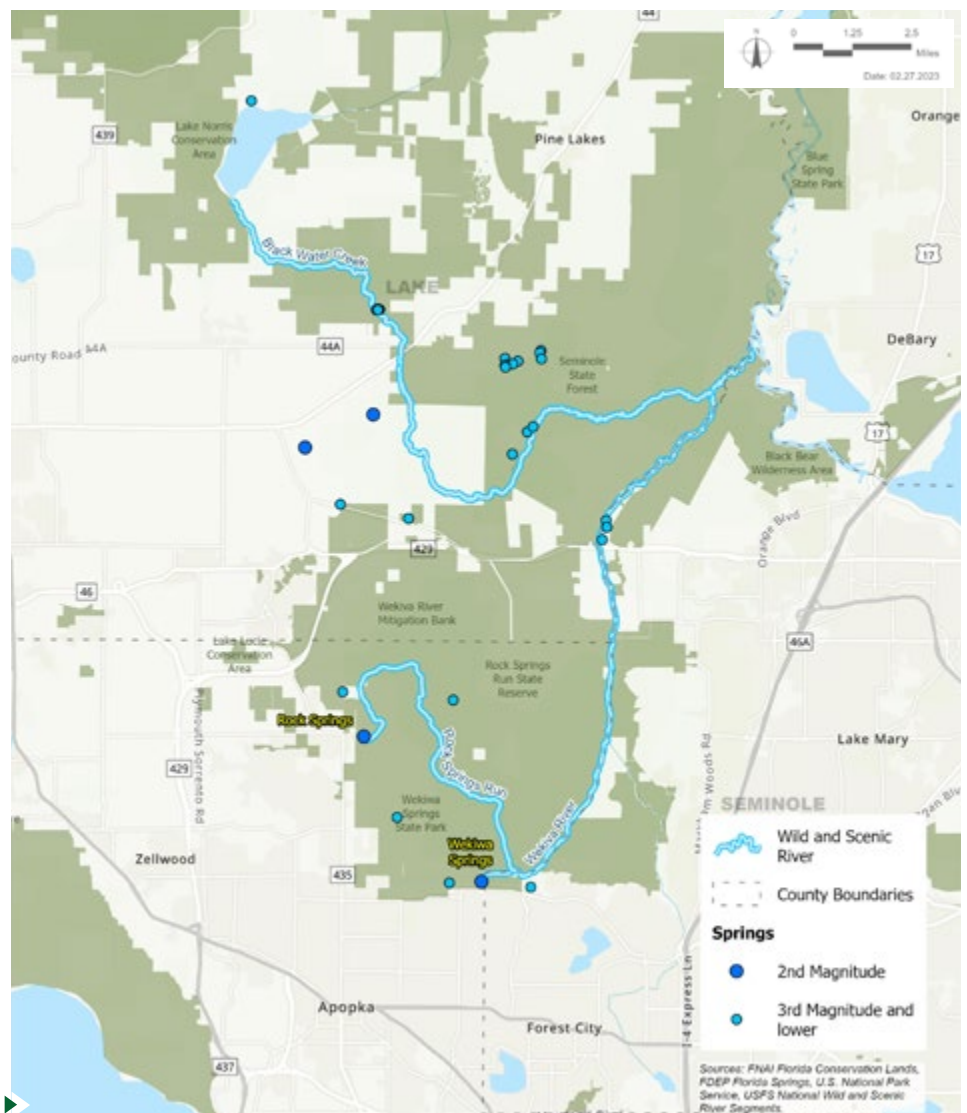 44
N
0 1.25 2.5
Miles
Date: 02.27.2023
439
Lake Norris
Conservation
Area
Pine Lakes
Orange
Blue
Spring
State Park
17
Black Water Creek
LAKE
44A
County Road 44A
Seminole
State
Forest
DeBary
17
Black Bear
Wilderness Area
Orange Blvd
429
46
Wekiva River
Mitigation Bank
46A
Lake Lucie
Conservation
Area
Rock Springs
Run State
Reserve
Rock Springs
Plymouth Sorrento Rd
Rock Springs Run
Lake Mary
429
SEMINOLE
Wekiwa
Springs
State Park
Wekiva River
Wekiwa
Springs
Zellwood
435
Apopka
Forest City
I-4 Express Ln
437
Wild and Scenic
River
County Boundaries
Springs
2nd Magnitude
3rd Magnitude and
lower
Sources: FNAI Florida Conservation Lands,
FDEP Florida Springs, U.S. National Park
Service, USFS National Wild and Scenic
River Segments.